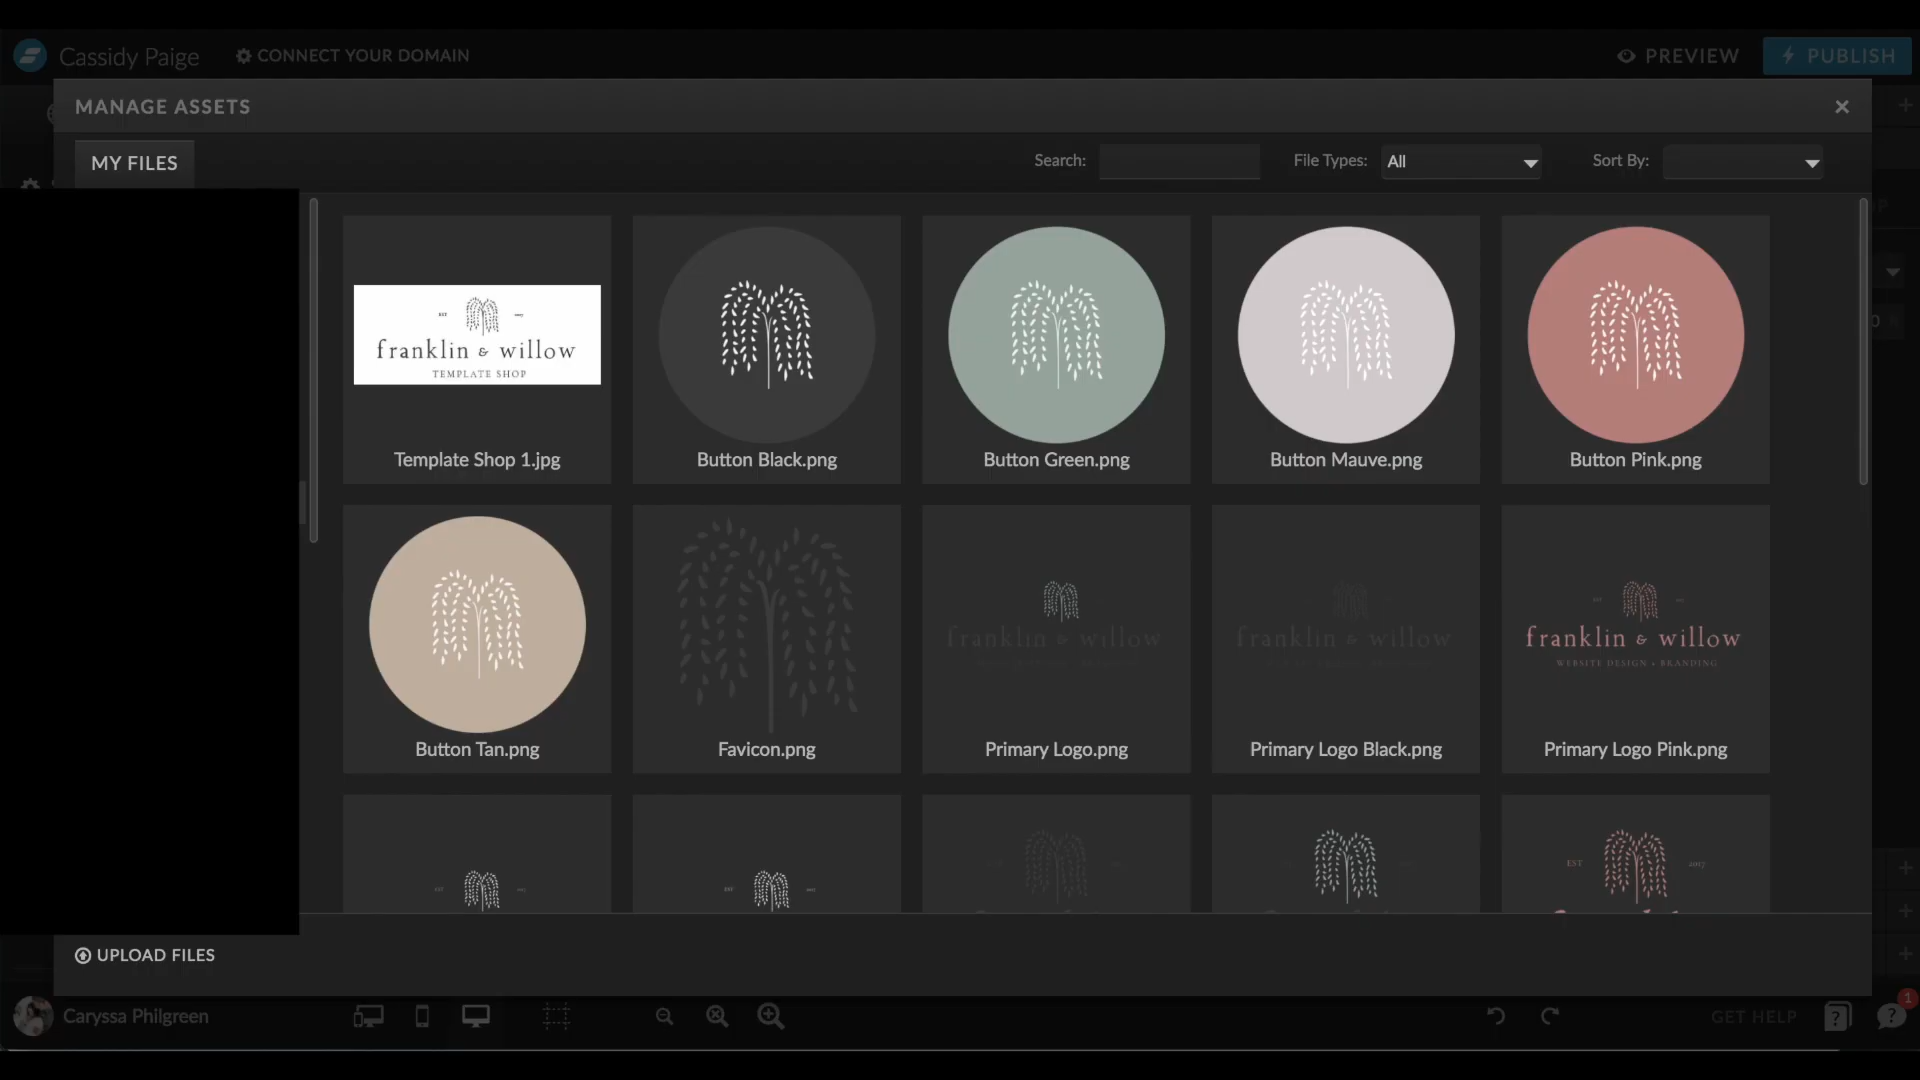 Cassidy Paige
CONNECT YOUR DOMAIN
PREVIEW
PUBLISH
MANAGE ASSETS
MY FILES
Search:
File Types:
All
Sort By:
EST
franklin & willow
TEMPLATE SHOP
Template Shop 1.jpg
Button Black.png
Button Green.png
Button Mauve.png
Button Pink.png
franklin & willow
franklin & willow
franklin & willow
WEBSITE DESIGN + BRANDING
Button Tan.png
Favicon.png
Primary Logo.png
Primary Logo Black.png
Primary Logo Pink.png
EST
2017
UPLOAD FILES
Caryssa Philgreen
GET HELP
?
?
1